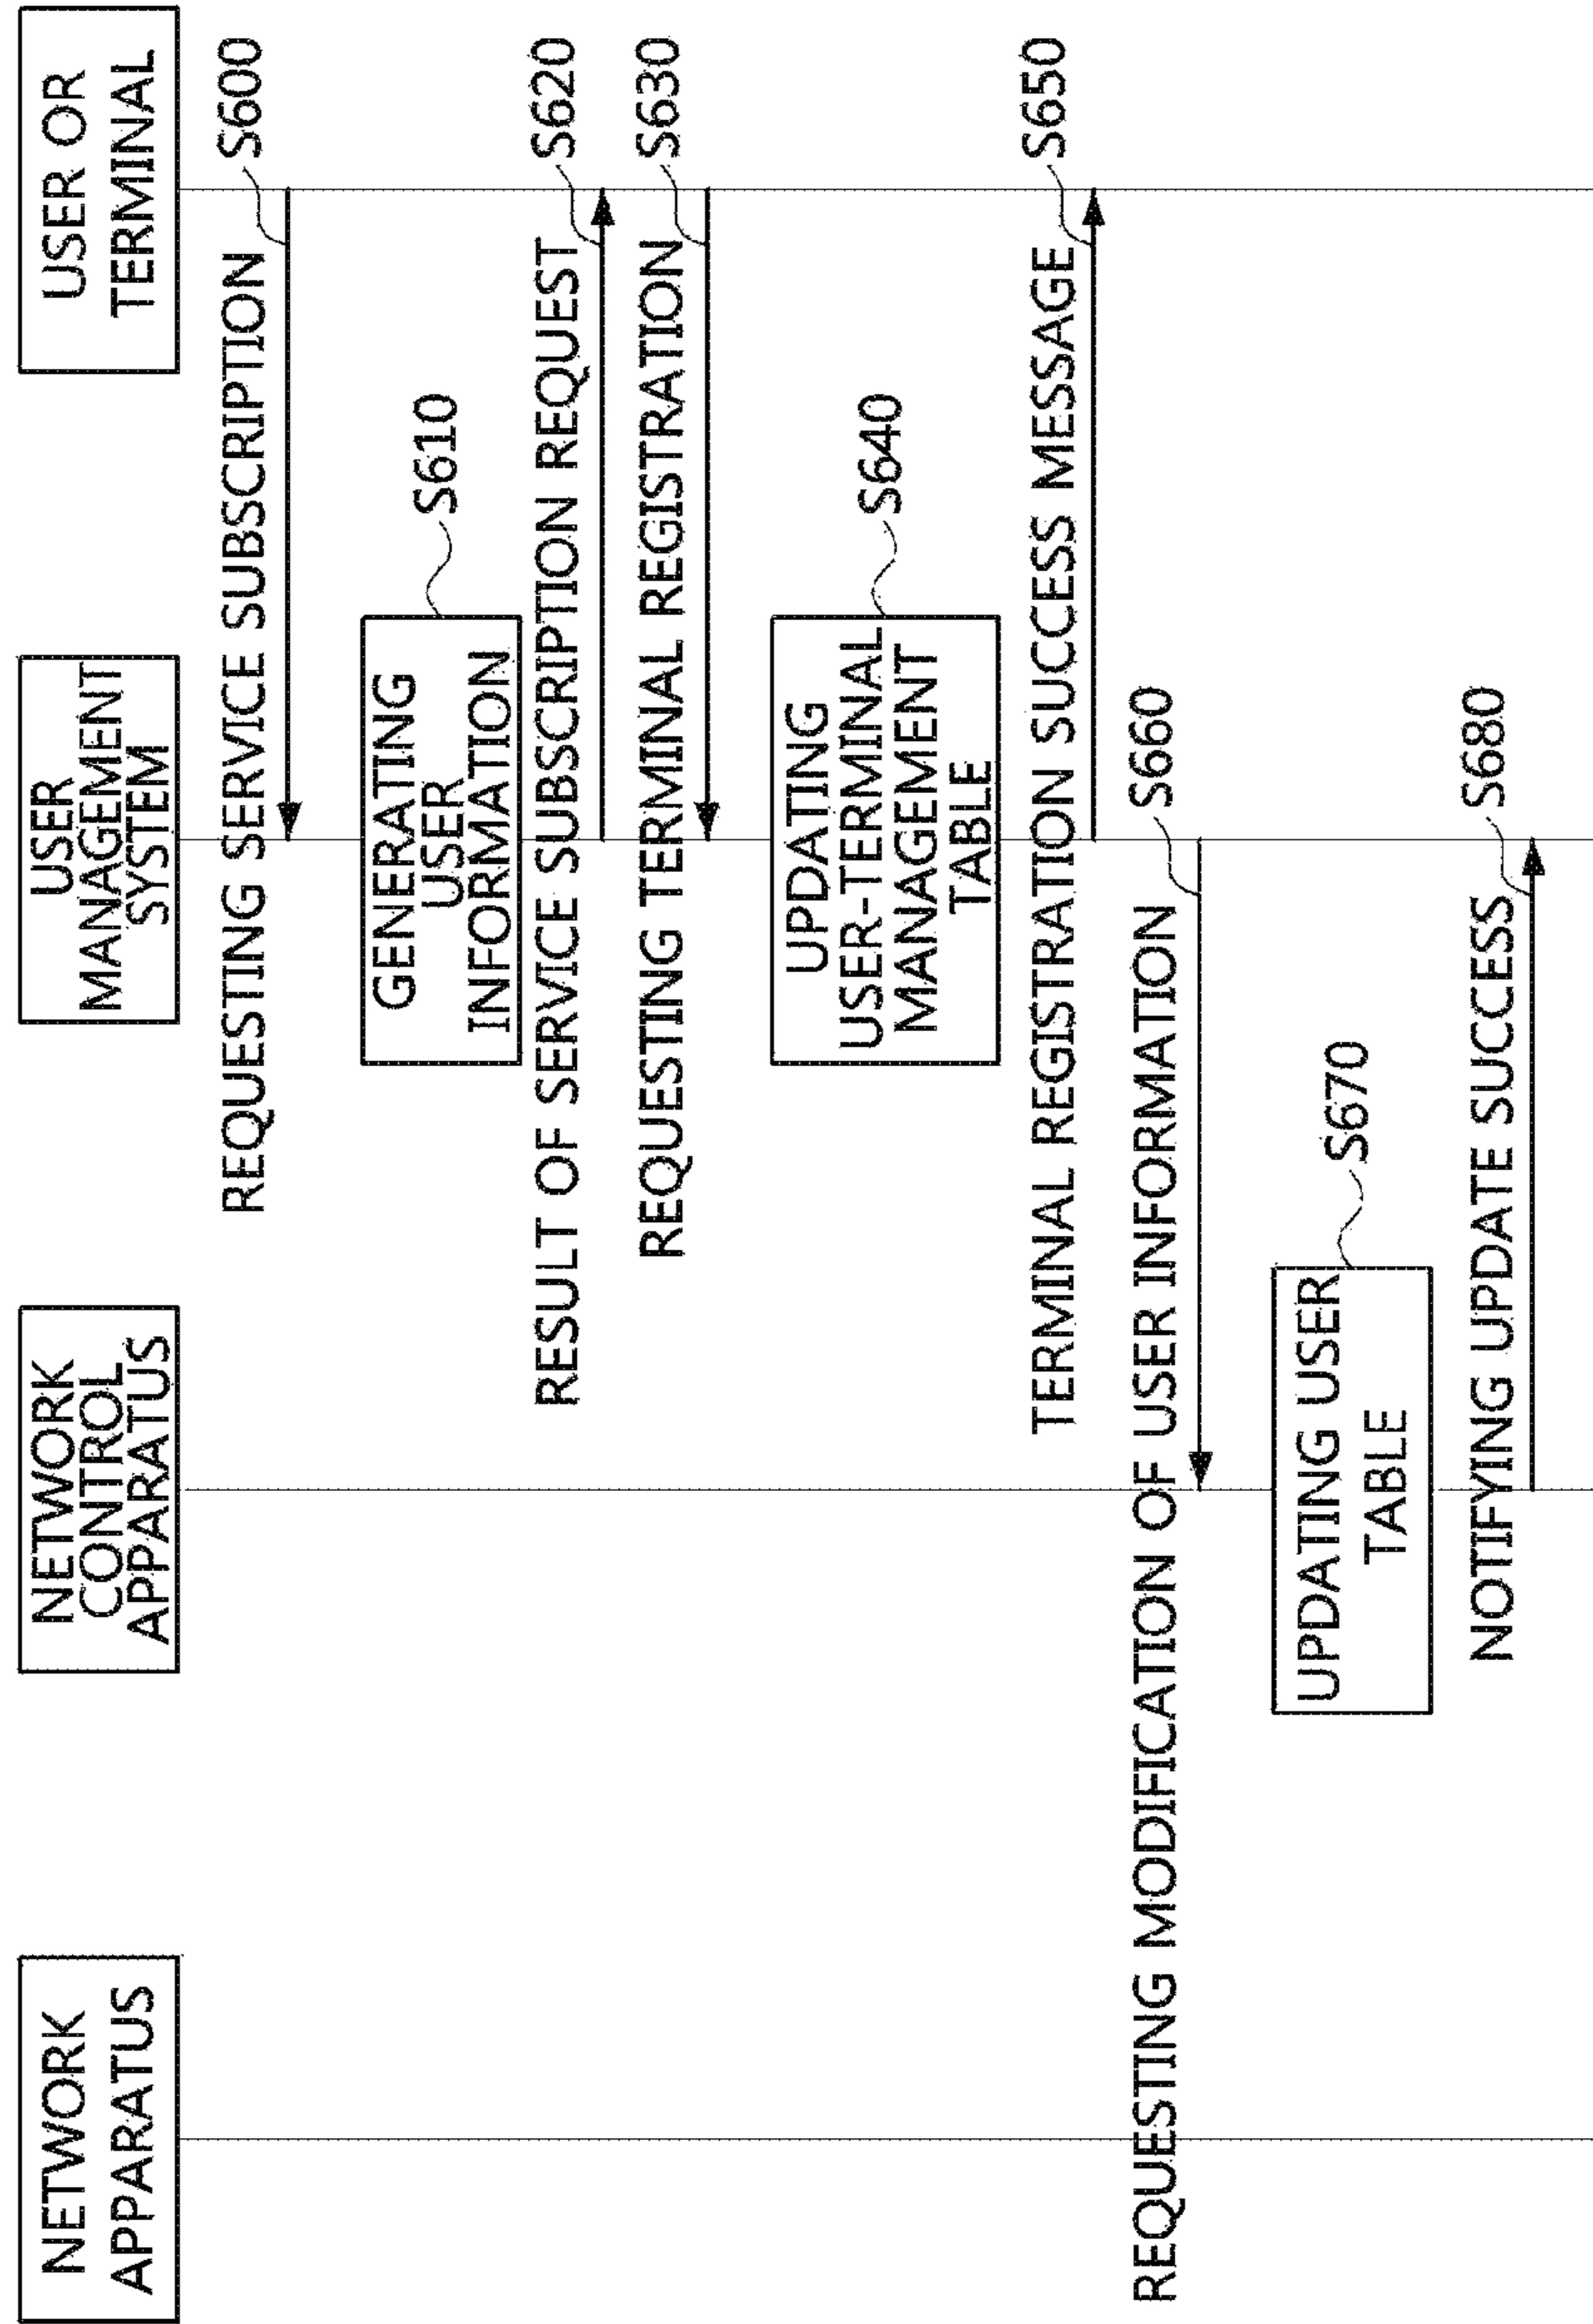 NETWORK
APPARATUS
NETWORK
CONTROL
APPARATUS
USER
MANAGEMENT
SYSTEM
USER OR
TERMINAL
REQUESTING SERVICE SUBSCRIPTION
S600
GENERATING
USER
INFORMATION
S610
RESULT OF SERVICE SUBSCRIPTION REQUEST
S620
REQUESTING TERMINAL REGISTRATION
S630
UPDATING
USER-TERMINAL
MANAGEMENT
TABLE
S640
TERMINAL REGISTRATION SUCCESS MESSAGE
S650
REQUESTING MODIFICATION OF USER INFORMATION
S660
UPDATING USER
TABLE
S670
NOTIFYING UPDATE SUCCESS
S680